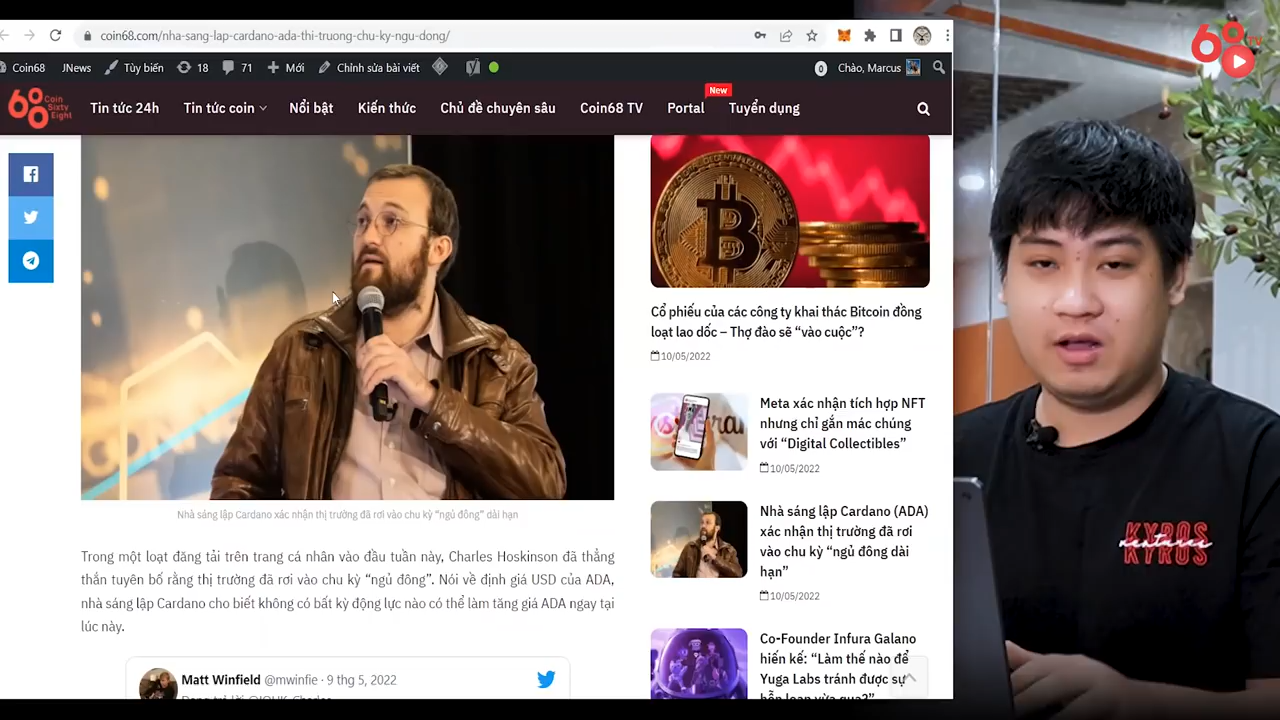 coin68.com/nha-sang-lap-cardano-ada-thi-truong-chu-ky-ngu-dong/
Coin68 JNews Tùy biến 18 71 Mới Chỉnh sửa bài viết 0 Chào, Marcus
68 Coin Sixty Eight
Tin tức 24h Tin tức coin Nổi bật Kiến thức Chủ đề chuyên sâu Coin68 TV Portal New Tuyển dụng
Nhà sáng lập Cardano xác nhận thị trường đã rơi vào chu kỳ “ngủ đông” dài hạn
Trong một loạt đăng tải trên trang cá nhân vào đầu tuần này, Charles Hoskinson đã thẳng
thắn tuyên bố rằng thị trường đã rơi vào chu kỳ “ngủ đông”. Nói về định giá USD của ADA,
nhà sáng lập Cardano cho biết không có bất kỳ động lực nào có thể làm tăng giá ADA ngay tại
lúc này.
Matt Winfield @mwinfie · 9 thg 5, 2022
Cổ phiếu của các công ty khai thác Bitcoin đồng
loạt lao dốc – Thợ đào sẽ “vào cuộc”?
10/05/2022
Meta xác nhận tích hợp NFT
nhưng chỉ gắn mác chúng
với “Digital Collectibles”
10/05/2022
Nhà sáng lập Cardano (ADA)
xác nhận thị trường đã rơi
vào chu kỳ “ngủ đông dài
hạn”
10/05/2022
Co-Founder Infura Galano
hiến kế: “Làm thế nào để
Yuga Labs tránh được sự
68 TV
KYROS
ventures
KYROS